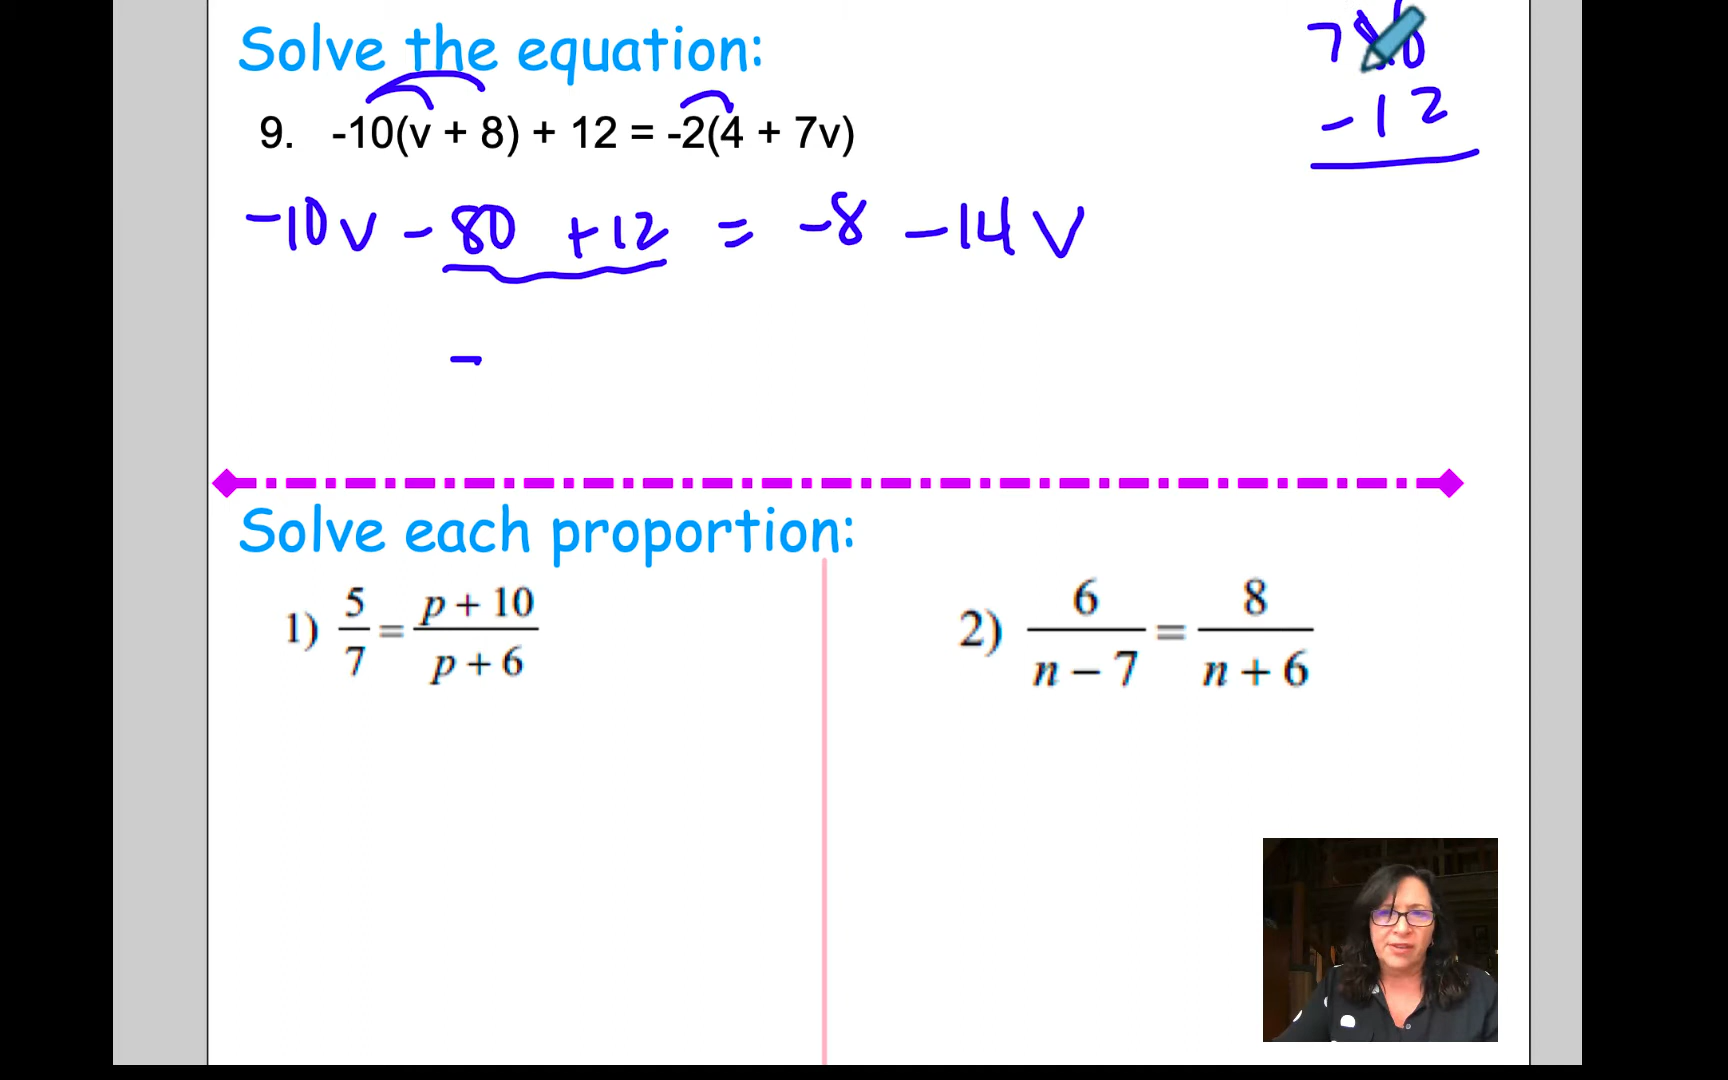 Solve the equation:
9. -10(v + 8) + 12 = -2(4 + 7v)
-10v - 80 + 12 = -8 - 14v
-
7
-12
Solve each proportion:
1) 5/7 = p + 10/p + 6
2) 6/n − 7 = 8/n + 6